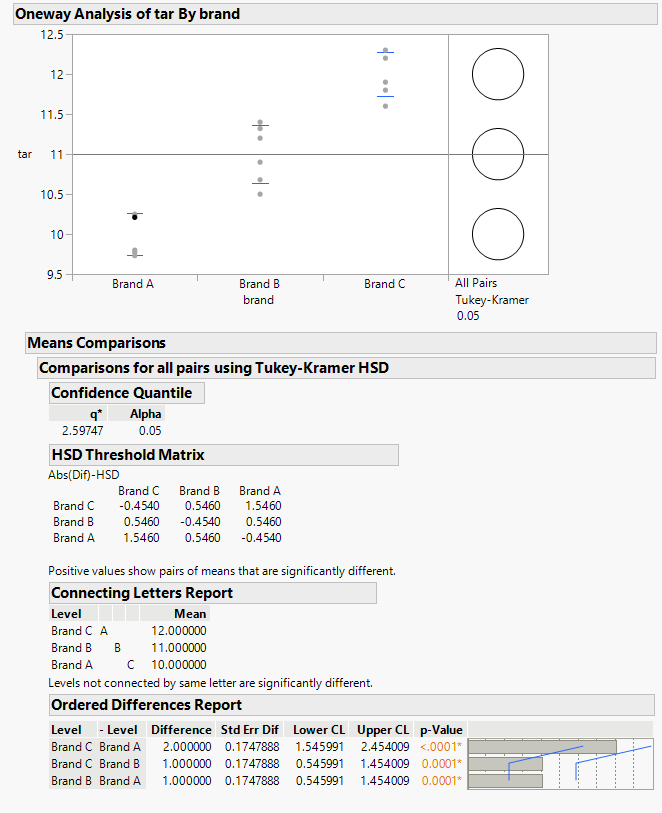 Oneway Analysis of tar By brand
12.5
12
11.5
tar 11
10.5
10
9.5
Brand A Brand B Brand C All Pairs
brand Tukey-Kramer
0.05
Means Comparisons
Comparisons for all pairs using Tukey-Kramer HSD
Confidence Quantile
q* Alpha
2.59747 0.05
HSD Threshold Matrix
Abs(Dif)-HSD
Brand C Brand B Brand A
Brand C -0.4540 0.5460 1.5460
Brand B 0.5460 -0.4540 0.5460
Brand A 1.5460 0.5460 -0.4540
Positive values show pairs of means that are significantly different.
Connecting Letters Report
Level Mean
Brand C A 12.000000
Brand B B 11.000000
Brand A C 10.000000
Levels not connected by same letter are significantly different.
Ordered Differences Report
Level - Level Difference Std Err Dif Lower CL Upper CL p-Value
Brand C Brand A 2.000000 0.1747888 1.545991 2.454009 <.0001*
Brand C Brand B 1.000000 0.1747888 0.545991 1.454009 0.0001*
Brand B Brand A 1.000000 0.1747888 0.545991 1.454009 0.0001*